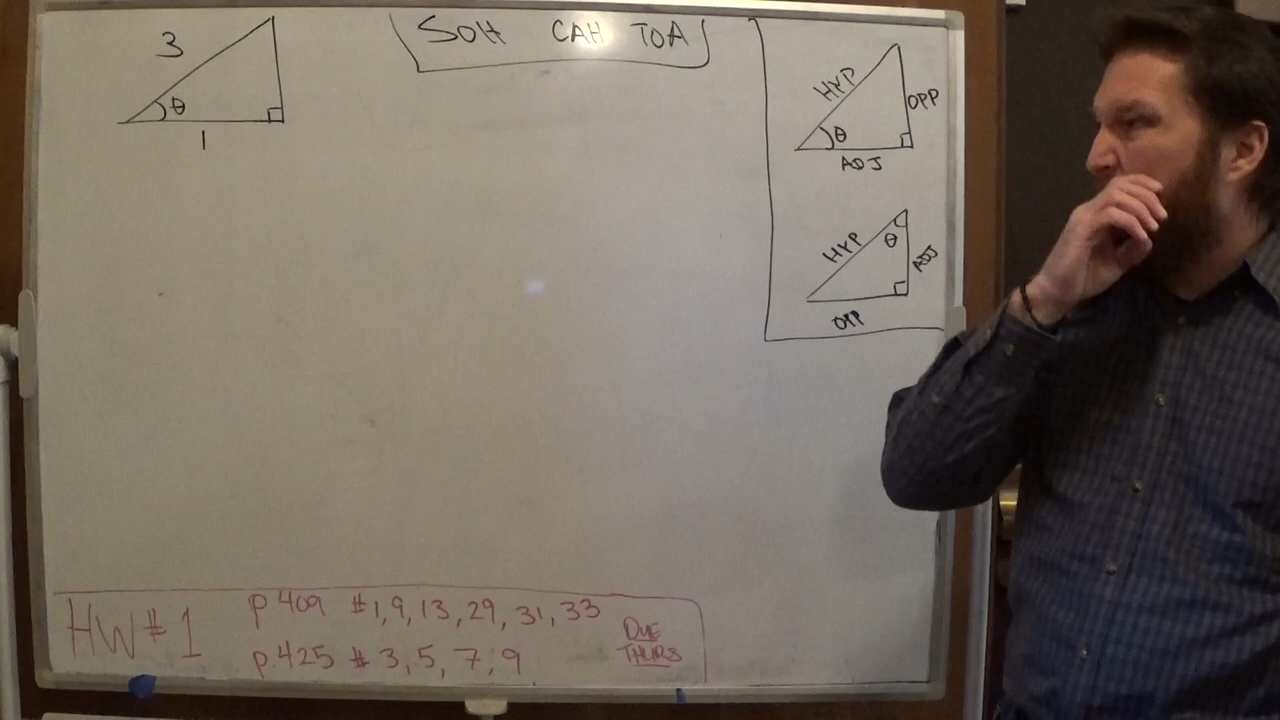 SOH CAH TOA
3
θ
1
HYP
OPP
θ
ADJ
HYP
θ
ADJ
OPP
HW #1
p 409 #1, 9, 13, 29, 31, 33
p. 425 # 3, 5, 7, 9
DUE
THURS